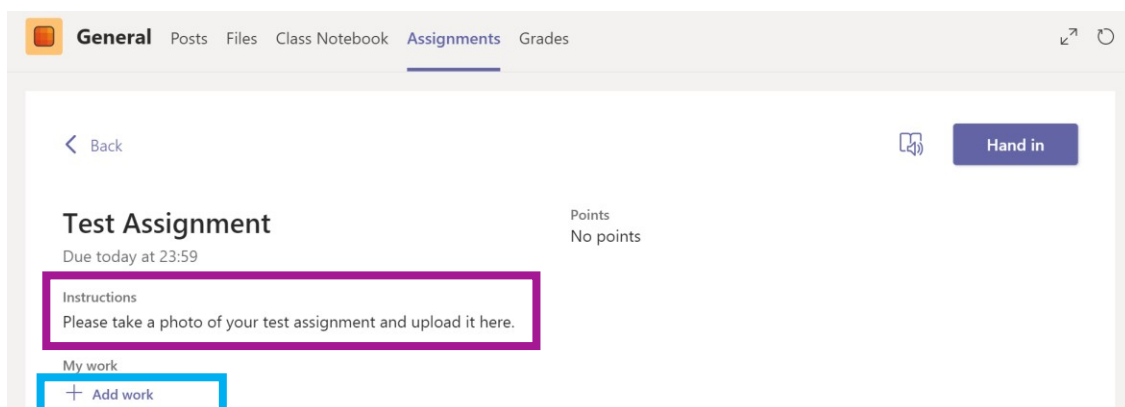 General Posts Files Class Notebook Assignments Grades
Back
Hand in
Test Assignment
Due today at 23:59
Points
No points
Instructions
Please take a photo of your test assignment and upload it here.
My work
+ Add work